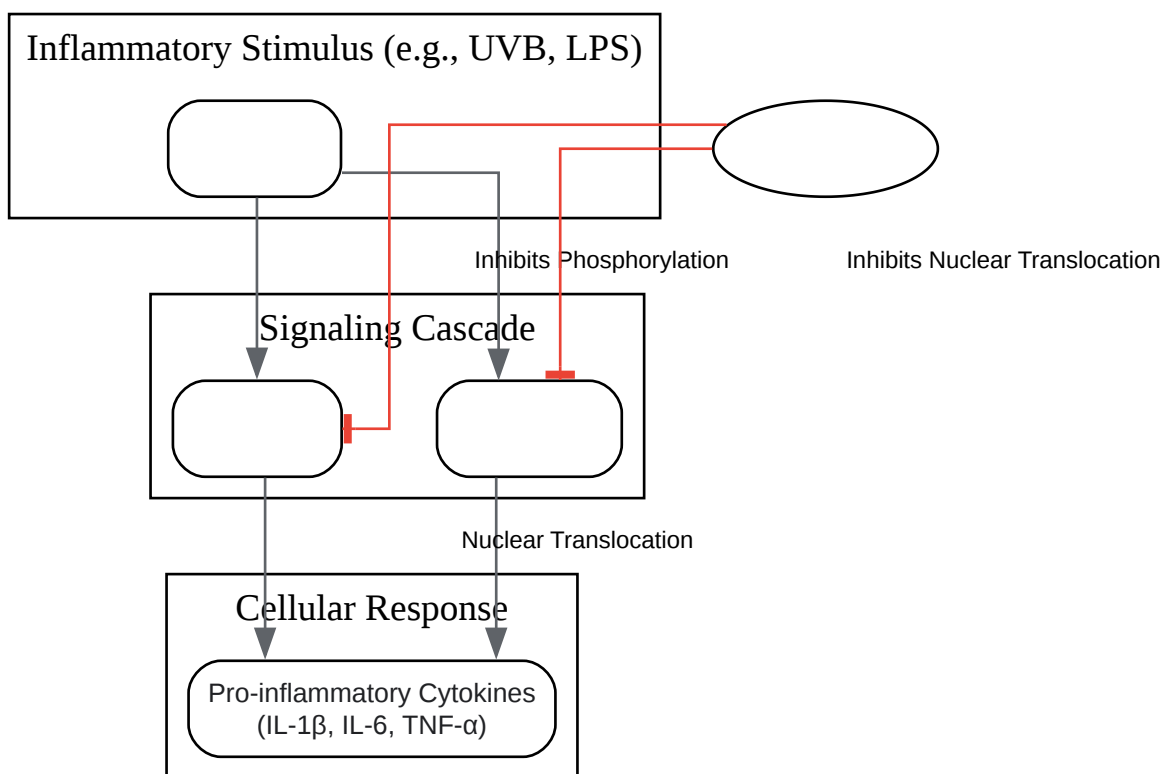 Inflammatory Stimulus (e.g., UVB, LPS)
Inhibits Phosphorylation
Inhibits Nuclear Translocation
Signaling Cascade
Nuclear Translocation
Cellular Response
Pro-inflammatory Cytokines
(IL-1β, IL-6, TNF-α)